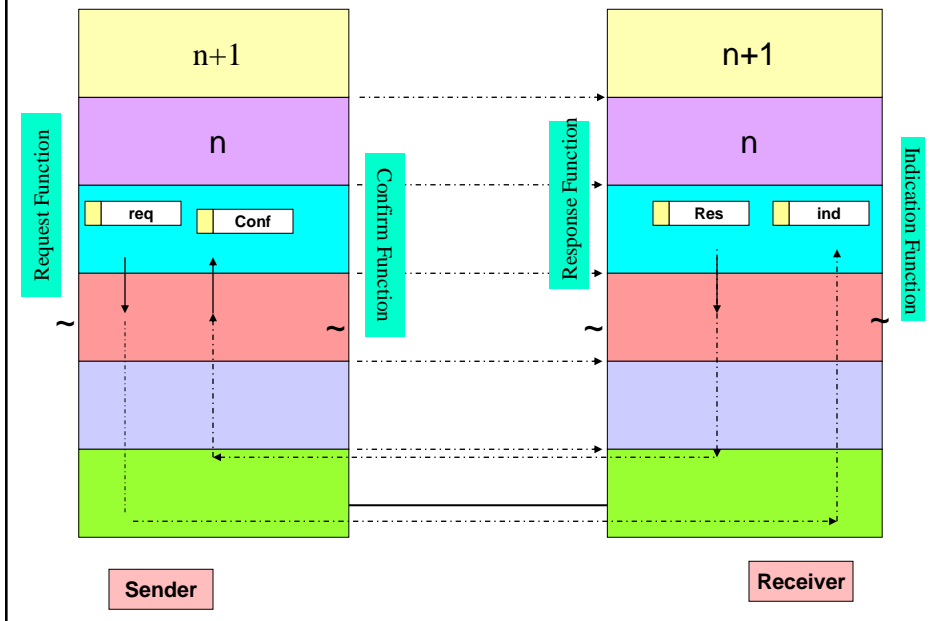 n+1
n+1
n
n
Request Function
Confirm Function
Response Function
Indication Function
req
Conf
Res
ind
~
~
~
~
Sender
Receiver